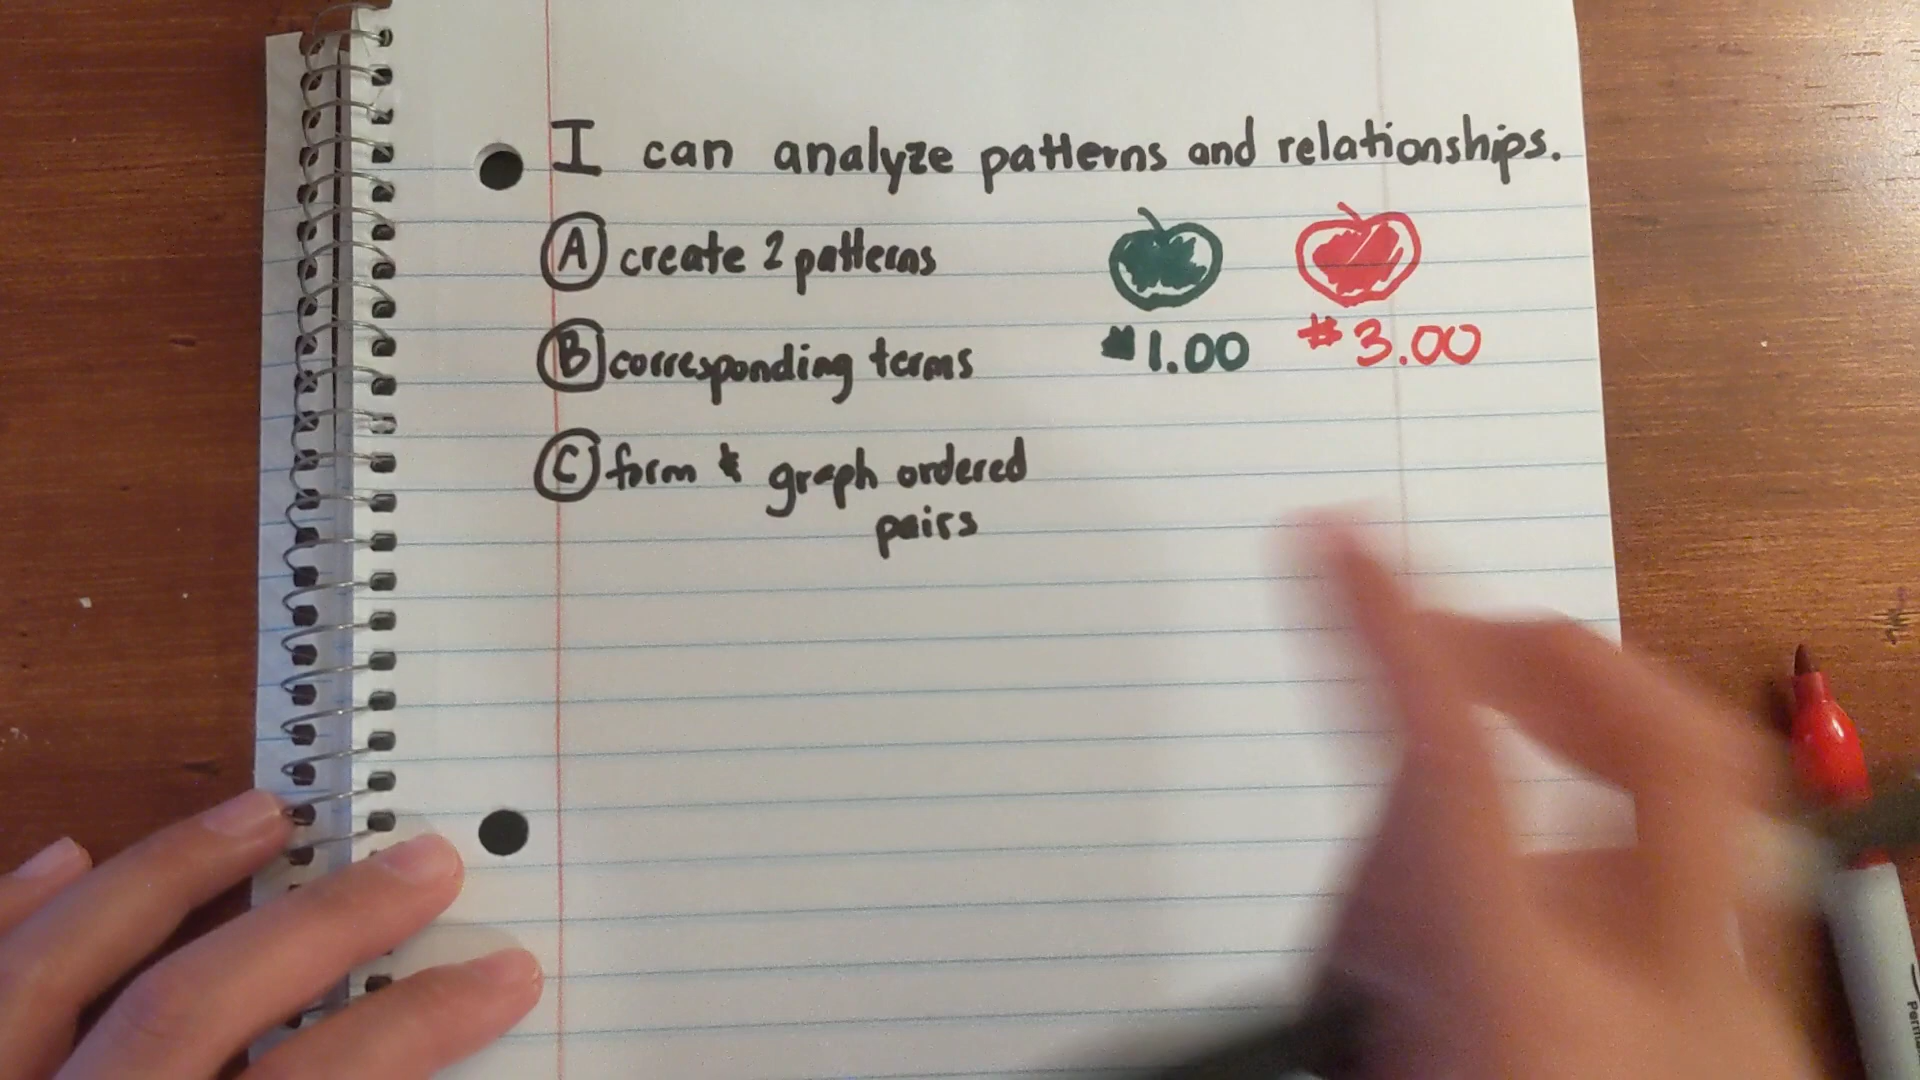 I can analyze patterns and relationships.
Ⓐ create 2 patterns
Ⓑ corresponding terms
$1.00 $3.00
Ⓒ form & graph ordered
pairs